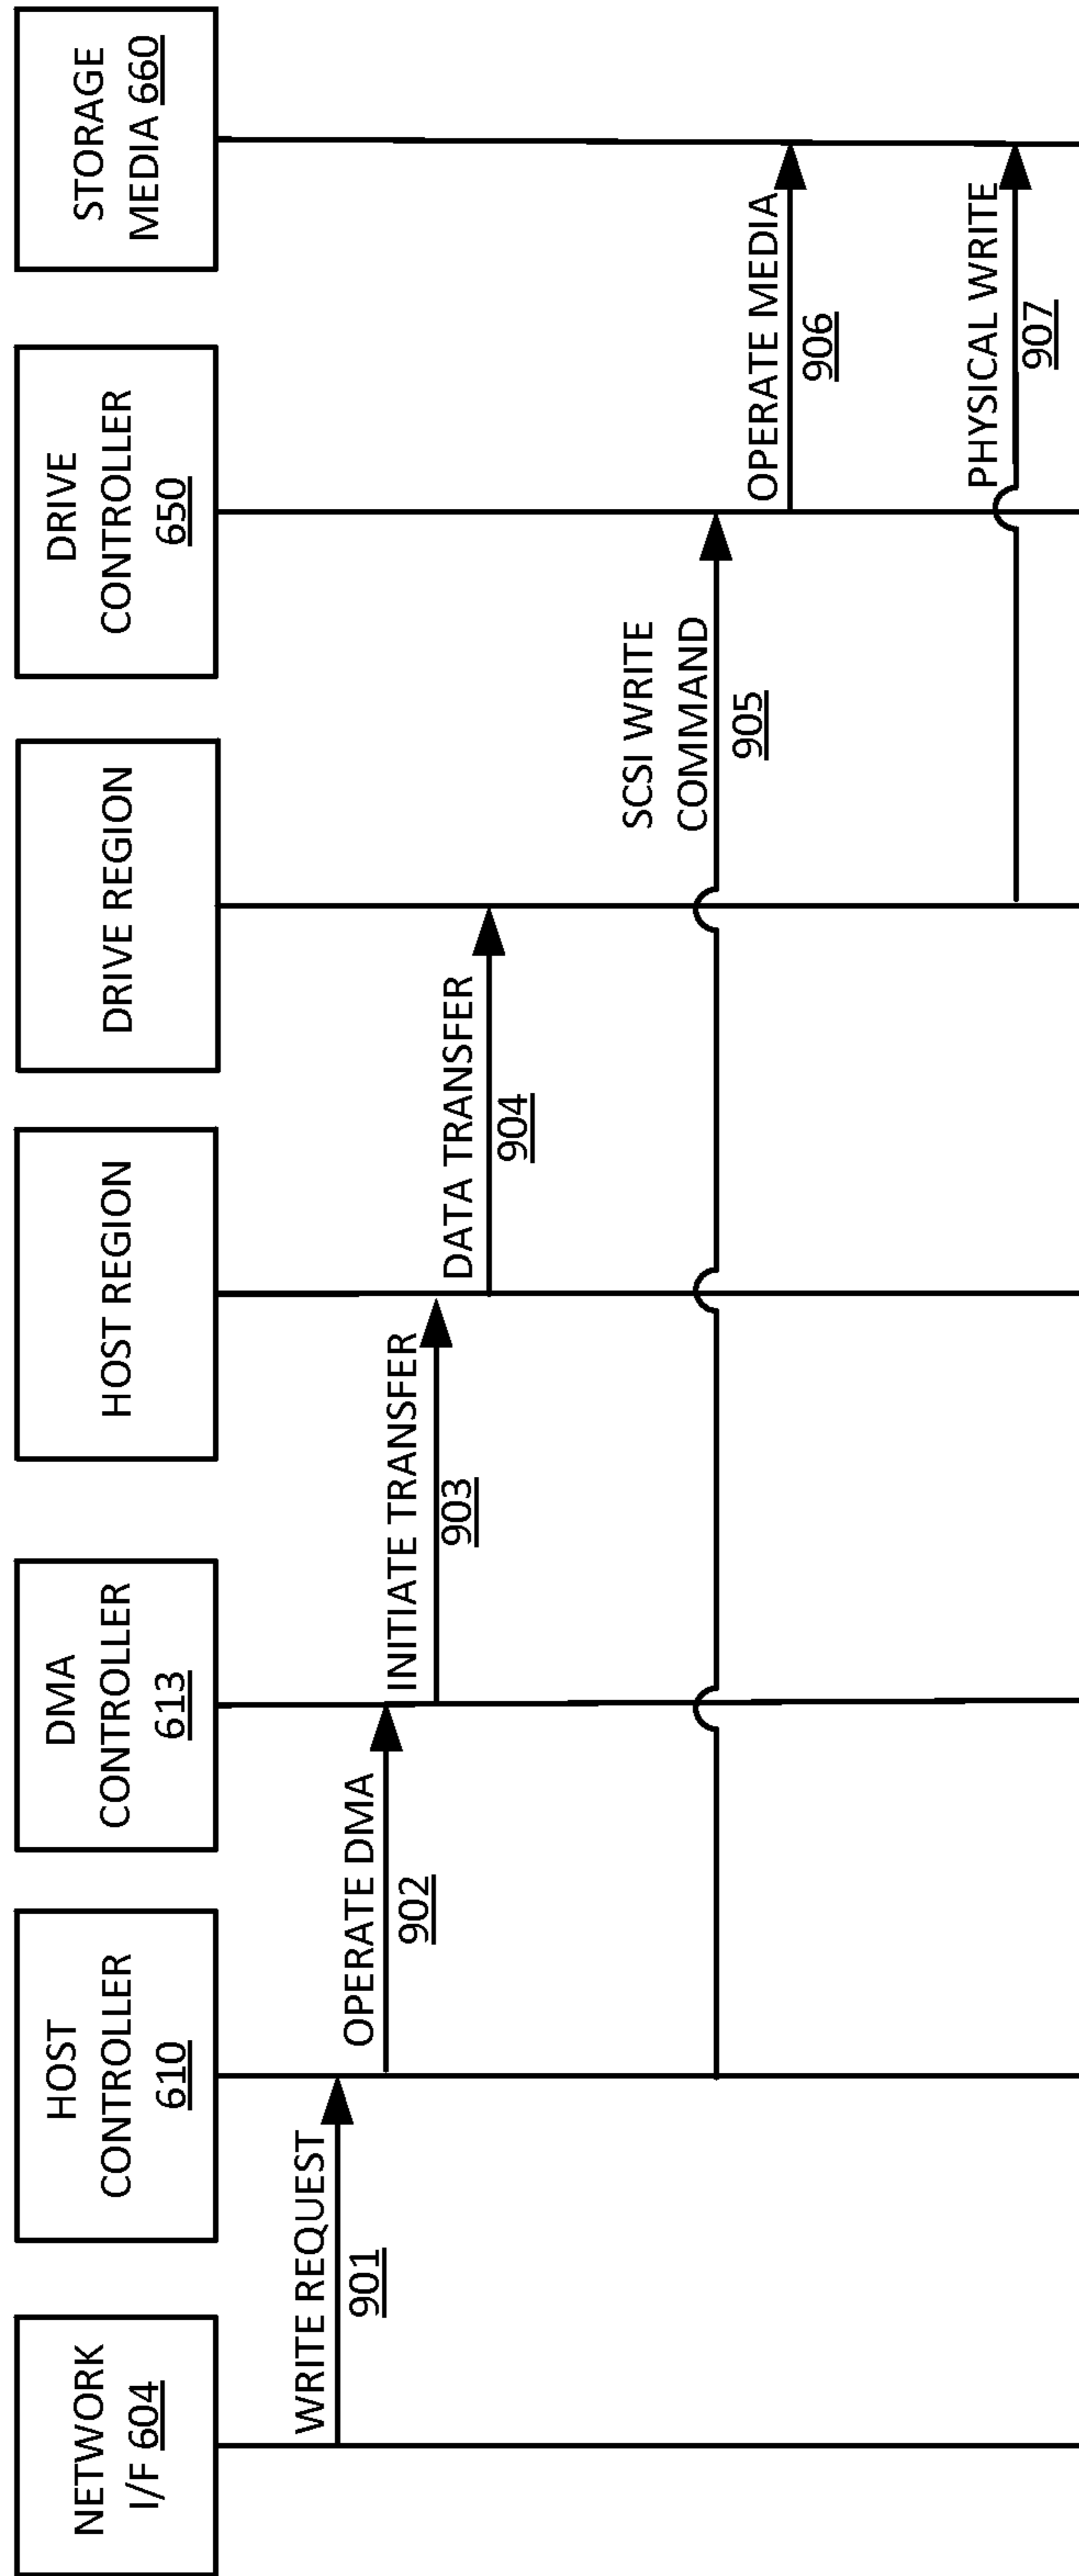 NETWORK
I/F 604
HOST
CONTROLLER
610
DMA
CONTROLLER
613
HOST REGION
DRIVE REGION
DRIVE
CONTROLLER
650
STORAGE
MEDIA 660
WRITE REQUEST
901
OPERATE DMA
902
INITIATE TRANSFER
903
DATA TRANSFER
904
SCSI WRITE
COMMAND
905
OPERATE MEDIA
906
PHYSICAL WRITE
907